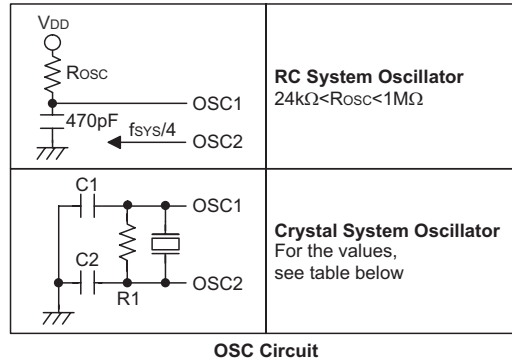 VDD
ROSC
470pF
OSC1
fSYS/4
OSC2
RC System Oscillator
24kΩ<ROSC<1MΩ
C1
OSC1
C2
R1
OSC2
Crystal System Oscillator
For the values,
see table below
OSC Circuit